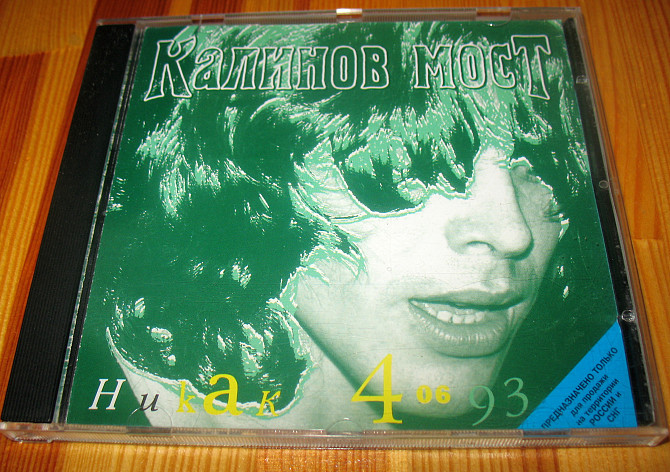 Калинов мост
Никак 4 06 93
ПРЕДНАЗНАЧЕНО ТОЛЬКО
для продажи
на территории
РОССИИ и
СНГ